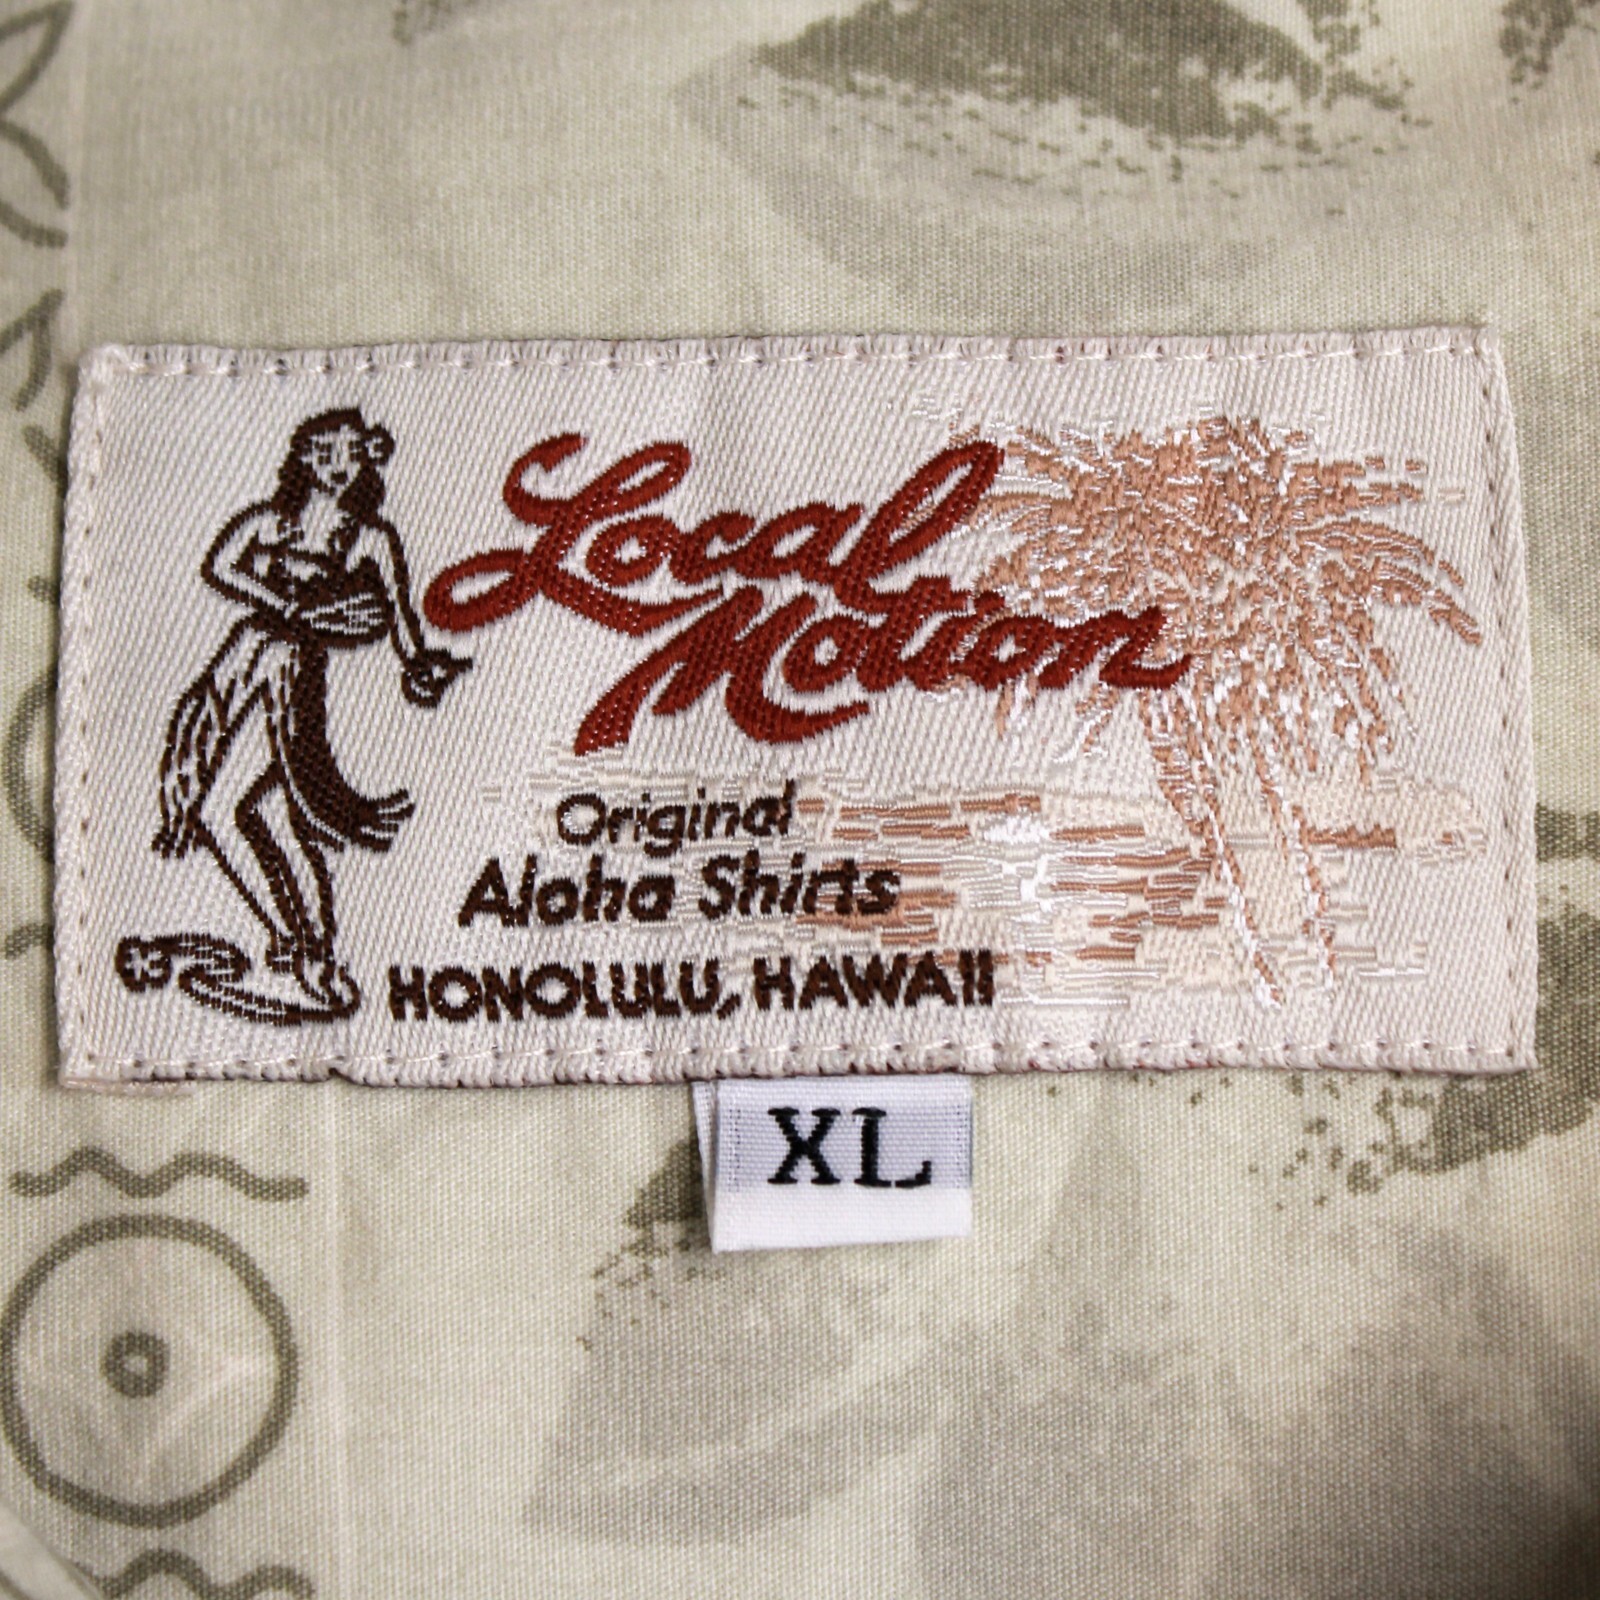 Local
Motion
Original
Aloha Shirts
HONOLULU, HAWAII
XL